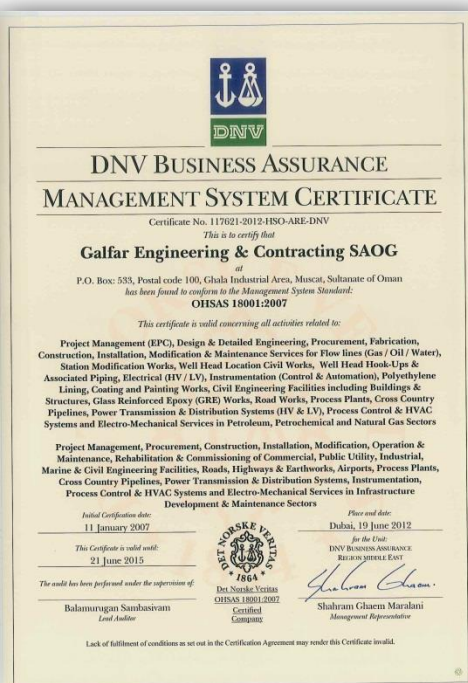 DNV
DNV BUSINESS ASSURANCE
MANAGEMENT SYSTEM CERTIFICATE
Certificate No. 117621-2012-HSO-ARE-DNV
This is to certify that
Galfar Engineering & Contracting SAOG
at
P.O. Box: 533, Postal code 100, Ghala Industrial Area, Muscat, Sultanate of Oman
has been found to conform to the Management System Standard:
OHSAS 18001:2007
This certificate is valid concerning all activities related to:
Project Management (EPC), Design & Detailed Engineering, Procurement, Fabrication,
Construction, Installation, Modification & Maintenance Services for Flow lines (Gas / Oil / Water),
Station Modification Works, Well Head Location Civil Works, Well Head Hook-Ups &
Associated Piping, Electrical (HV / LV), Instrumentation (Control & Automation), Polyethylene
Lining, Coating and Painting Works, Civil Engineering Facilities including Buildings &
Structures, Glass Reinforced Epoxy (GRE) Works, Road Works, Process Plants, Cross Country
Pipelines, Power Transmission & Distribution Systems (HV & LV), Process Control & HVAC
Systems and Electro-Mechanical Services in Petroleum, Petrochemical and Natural Gas Sectors
Project Management, Procurement, Construction, Installation, Modification, Operation &
Maintenance, Rehabilitation & Commissioning of Commercial, Public Utility, Industrial,
Marine & Civil Engineering Facilities, Roads, Highways & Earthworks, Airports, Process Plants,
Cross Country Pipelines, Power Transmission & Distribution Systems, Instrumentation,
Process Control & HVAC Systems and Electro-Mechanical Services in Infrastructure
Development & Maintenance Sectors
Initial Certification date:
11 January 2007
This Certificate is valid until:
21 June 2015
The audit has been performed under the supervision of:
Balamurugan Sambasivam
Lead Auditor
DET NORSKE VERITAS
1864
Det Norske Veritas
OHSAS 18001:2007
Certified
Company
Place and date:
Dubai, 19 June 2012
for the Unit:
DNV BUSINESS ASSURANCE
REGION MIDDLE EAST
Shahram Ghaem.
Shahram Ghaem Maralani
Management Representative
Lack of fulfilment of conditions as set out in the Certification Agreement may render this Certificate invalid.